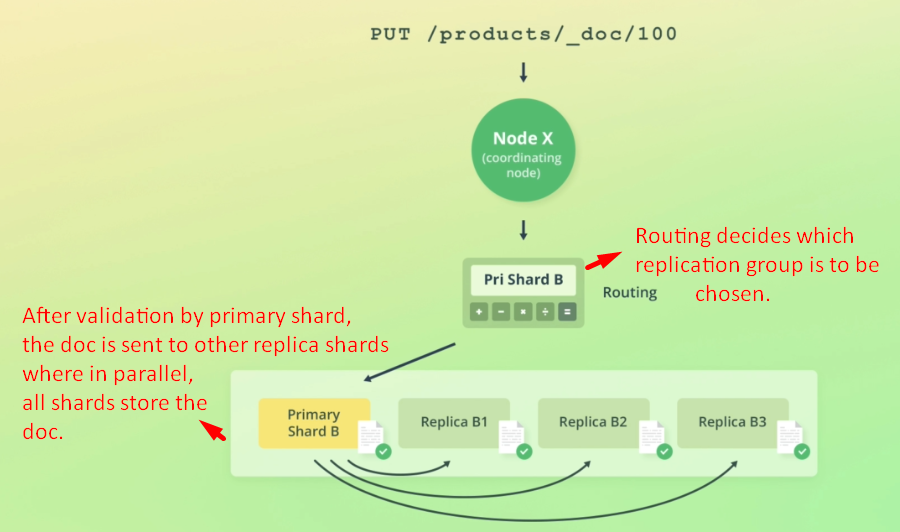 PUT /products/_doc/100
Node X
(coordinating
node)
Pri Shard B
+ - × ÷ =
Routing
Routing decides which
replication group is to be
chosen.
After validation by primary shard,
the doc is sent to other replica shards
where in parallel,
all shards store the
doc.
Primary
Shard B
Replica B1
Replica B2
Replica B3